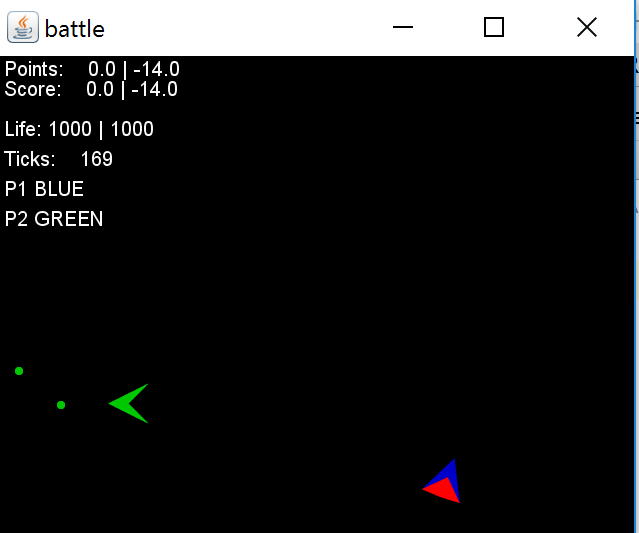 battle
Points: 0.0 | -14.0
Score: 0.0 | -14.0
Life: 1000 | 1000
Ticks: 169
P1 BLUE
P2 GREEN